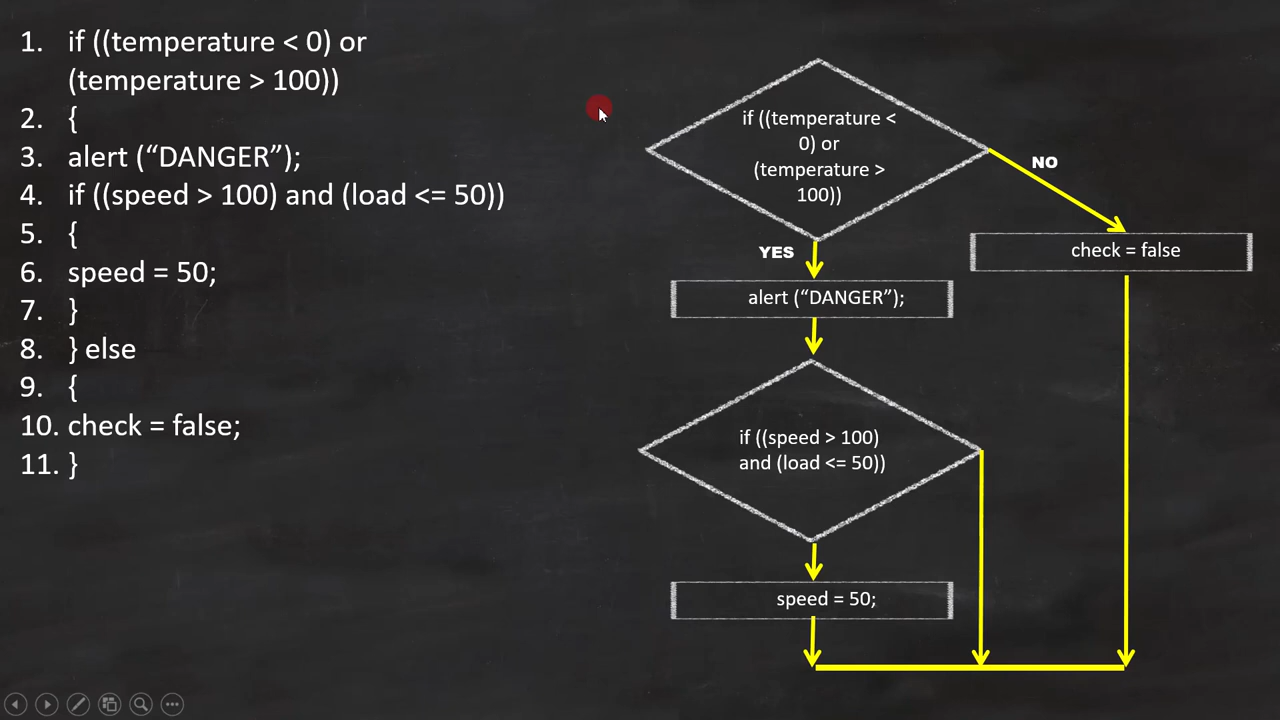 1. if ((temperature < 0) or
(temperature > 100))
2. {
3. alert (“DANGER”);
4. if ((speed > 100) and (load <= 50))
5. {
6. speed = 50;
7. }
8. } else
9. {
10. check = false;
11. }
if ((temperature <
0) or
(temperature >
100))
NO
YES
check = false
alert (“DANGER”);
if ((speed > 100)
and (load <= 50))
speed = 50;